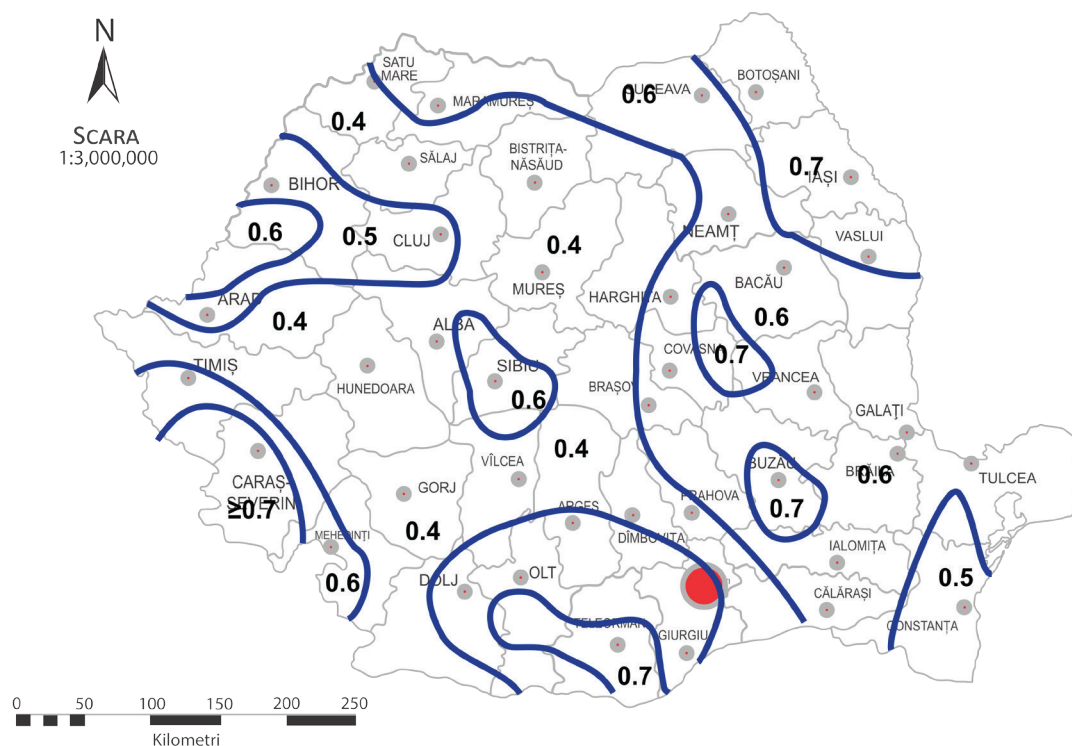 N
SCARA
1:3,000,000
SATU
MARE
MARAMUREȘ
0.6
SUCEAVA
BOTOȘANI
0.4
SĂLAJ
BISTRIȚA-
NĂSĂUD
0.7
IAȘI
BIHOR
0.6
0.5
CLUJ
0.4
NEAMȚ
VASLUI
MUREȘ
HARGHITA
BACĂU
ARAD
0.4
ALBA
0.6
TIMIȘ
HUNEDOARA
SIBIU
0.6
BRAȘOV
COVASNA
0.7
VRANCEA
GALAȚI
0.4
CARAȘ-
SEVERIN
≥0.7
VÎLCEA
GORJ
0.4
BUZĂU
0.7
BRĂILA
0.6
TULCEA
ARGEȘ
PRAHOVA
DÎMBOVIȚA
MEHEDINȚI
0.6
DOLJ
OLT
IALOMIȚA
CĂLĂRAȘI
0.5
CONSTANȚA
TELEORMAN
GIURGIU
0.7
0 50 100 150 200 250
Kilometri